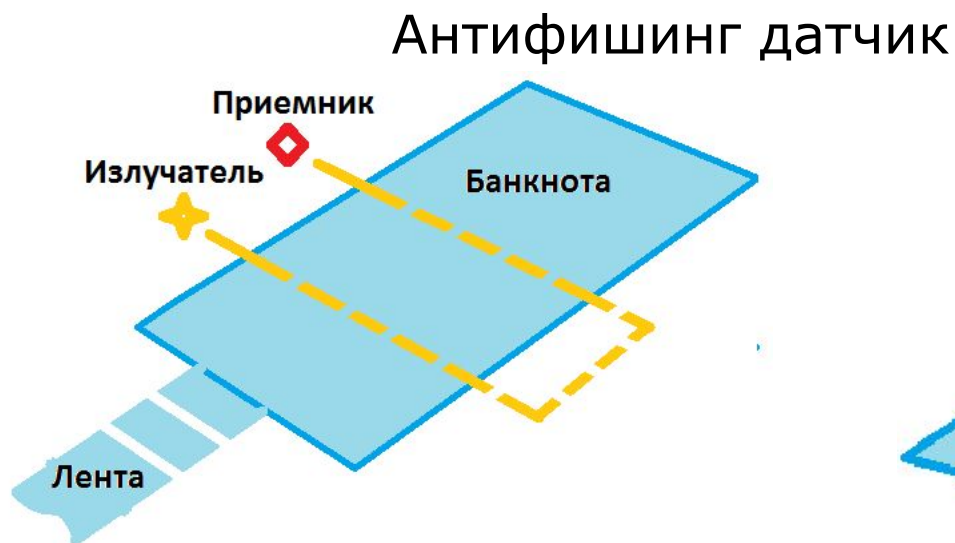 Антифишинг датчик
Приемник
Излучатель
Банкнота
Лента